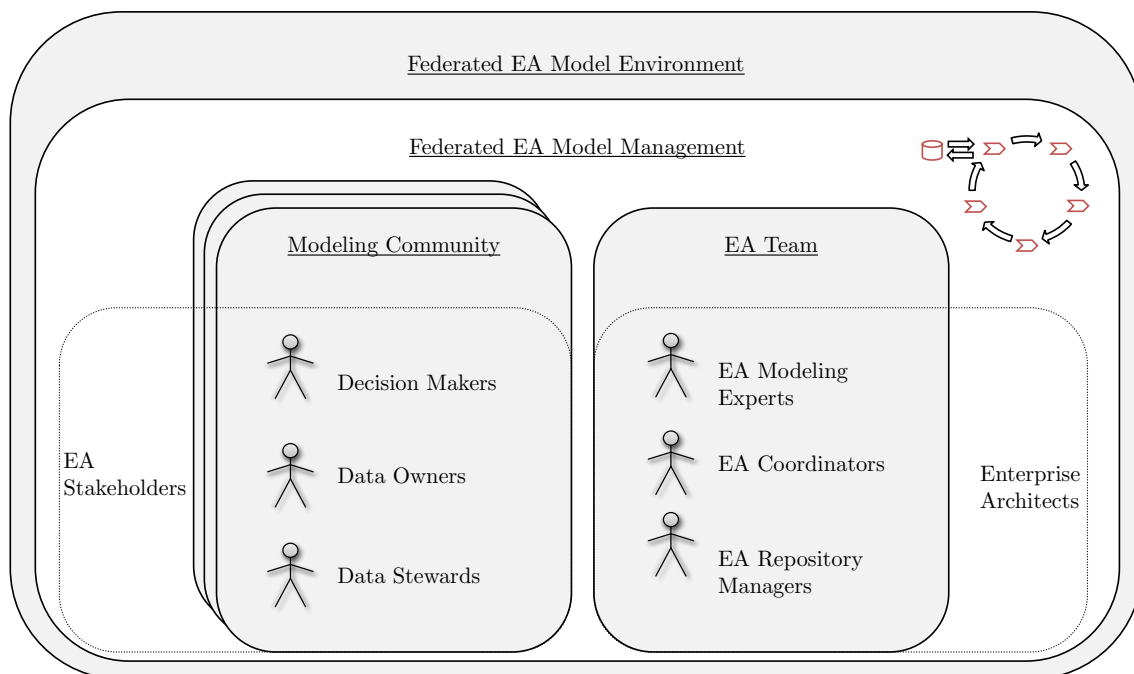 Federated EA Model Environment
Federated EA Model Management
Modeling Community
EA Team
Decision Makers
Data Owners
Data Stewards
EA
Stakeholders
EA Modeling
Experts
EA Coordinators
EA Repository
Managers
Enterprise
Architects